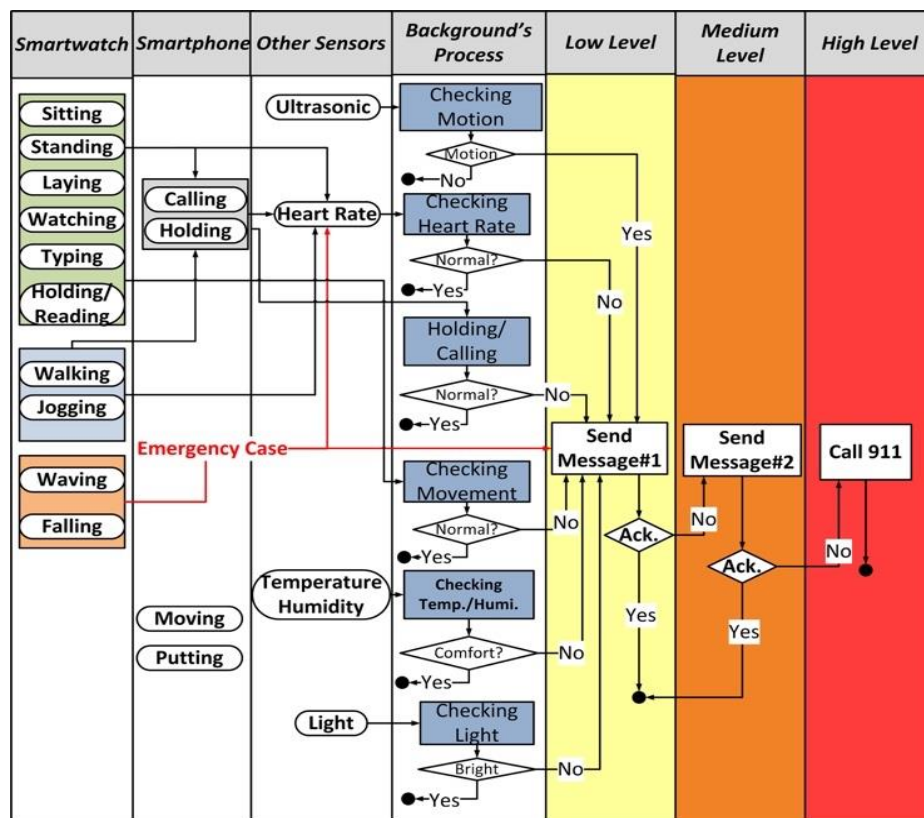 Smartwatch
Smartphone
Other Sensors
Background's
Process
Low Level
Medium
Level
High Level
Sitting
Standing
Laying
Watching
Typing
Holding/
Reading
Walking
Jogging
Waving
Falling
Calling
Holding
Moving
Putting
Emergency Case
Ultrasonic
Heart Rate
Temperature
Humidity
Light
Checking
Motion
Motion
No
Yes
Checking
Heart Rate
Normal?
Yes
No
Holding/
Calling
Normal?
Yes
No
Checking
Movement
Normal?
Yes
No
Checking
Temp./Humi.
Comfort?
Yes
No
Checking
Light
Bright
Yes
No
Send
Message#1
Ack.
No
Yes
Send
Message#2
Ack.
No
Yes
Call 911